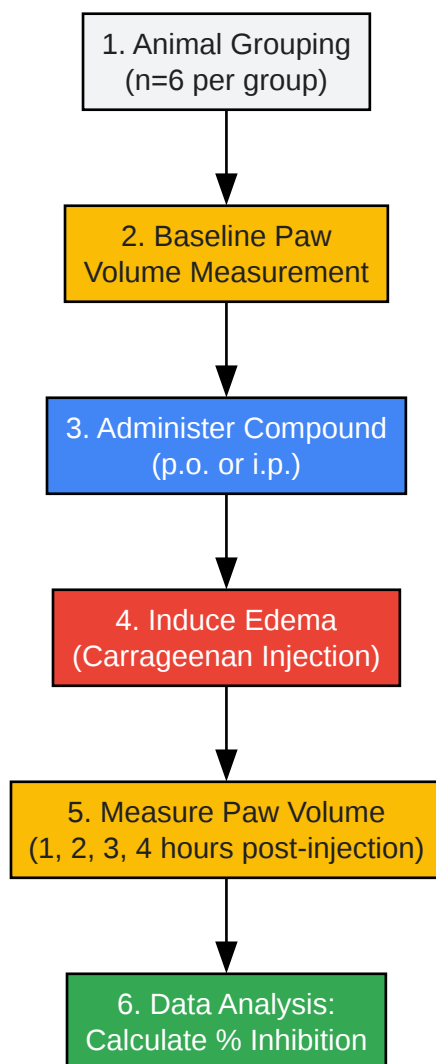 1. Animal Grouping
(n=6 per group)
2. Baseline Paw
Volume Measurement
3. Administer Compound
(p.o. or i.p.)
4. Induce Edema
(Carrageenan Injection)
5. Measure Paw Volume
(1, 2, 3, 4 hours post-injection)
6. Data Analysis:
Calculate % Inhibition